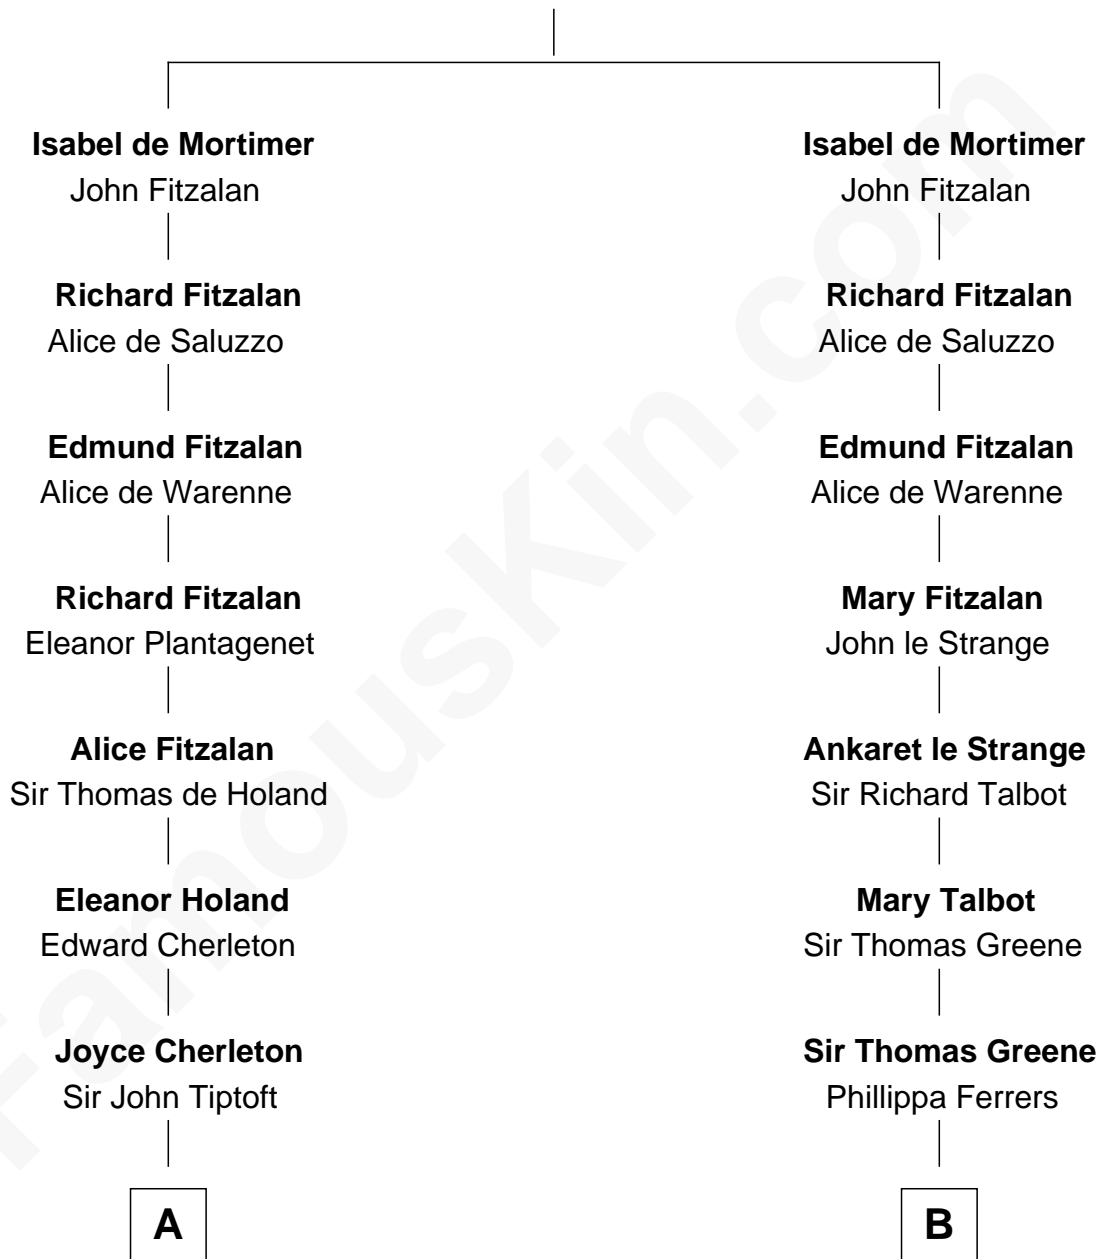 Isabel de Mortimer
John Fitzalan
Richard Fitzalan
Alice de Saluzzo
Edmund Fitzalan
Alice de Warenne
Richard Fitzalan
Eleanor Plantagenet
Alice Fitzalan
Sir Thomas de Holand
Eleanor Holand
Edward Cherleton
Joyce Cherleton
Sir John Tiptoft
A
Isabel de Mortimer
John Fitzalan
Richard Fitzalan
Alice de Saluzzo
Edmund Fitzalan
Alice de Warenne
Mary Fitzalan
John le Strange
Ankaret le Strange
Sir Richard Talbot
Mary Talbot
Sir Thomas Greene
Sir Thomas Greene
Phillippa Ferrers
B
FamousKin.com